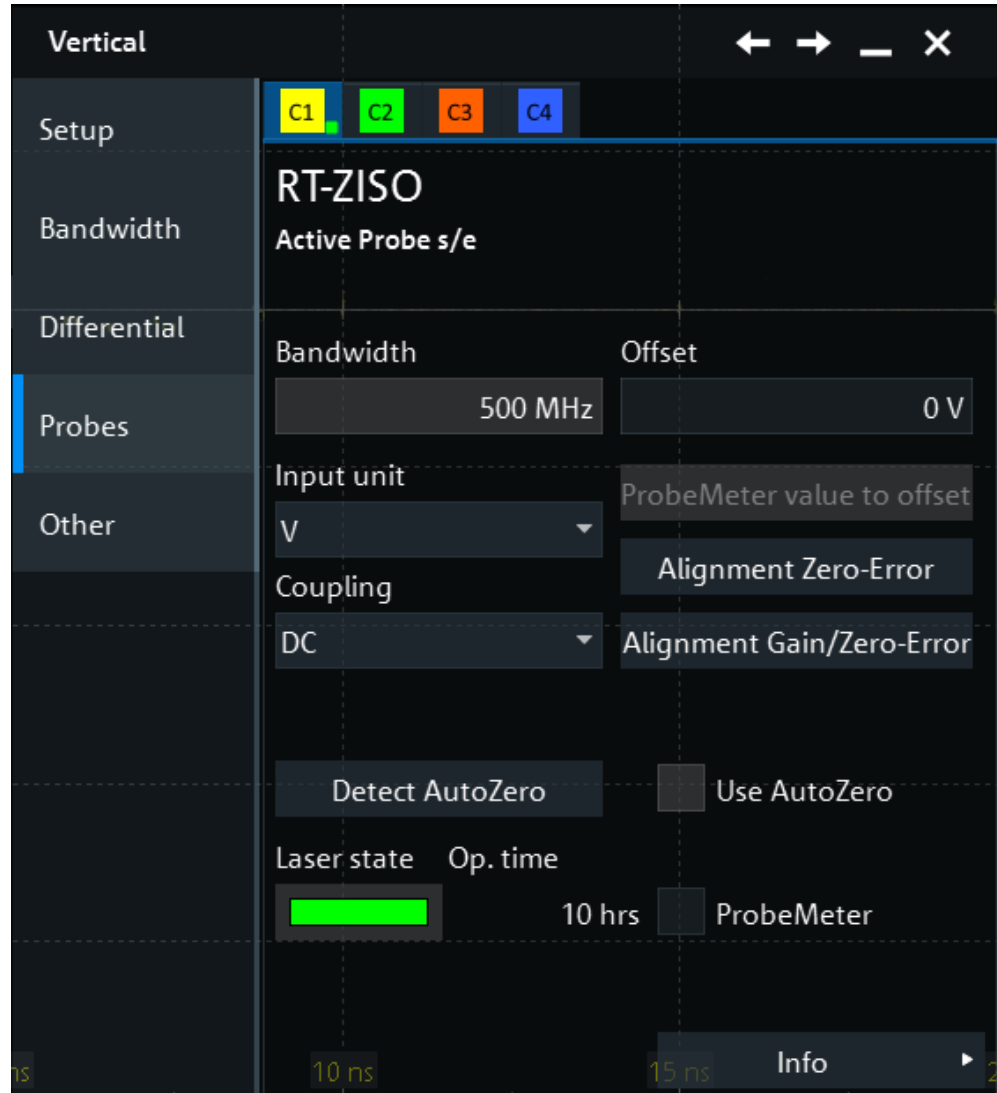 Vertical
Setup
Bandwidth
Differential
Probes
Other
C1 C2 C3 C4
RT-ZISO
Active Probe s/e
Bandwidth Offset
500 MHz 0 V
Input unit
ProbeMeter value to offset
V
Alignment Zero-Error
Coupling
DC
Alignment Gain/Zero-Error
Detect AutoZero Use AutoZero
Laser state Op. time
10 hrs ProbeMeter
Info
ns 10 ns 15 ns 2